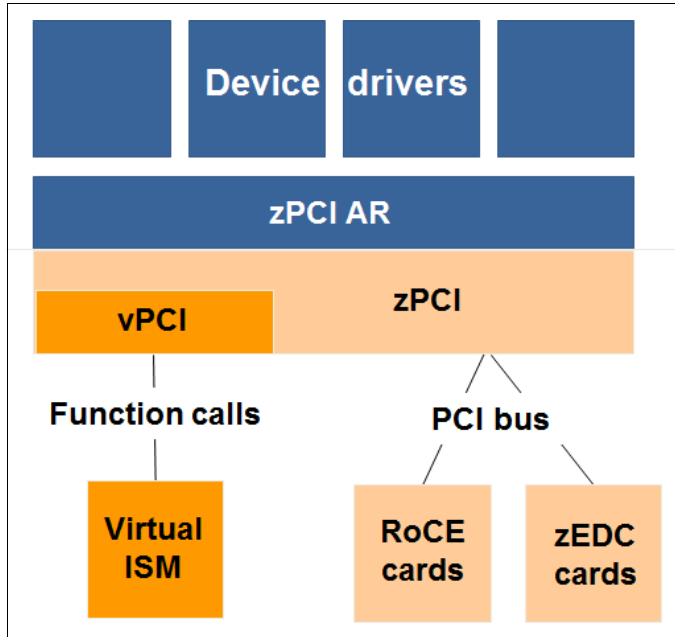 Device drivers
zPCI AR
vPCI
zPCI
Function calls
PCI bus
Virtual
ISM
RoCE
cards
zEDC
cards